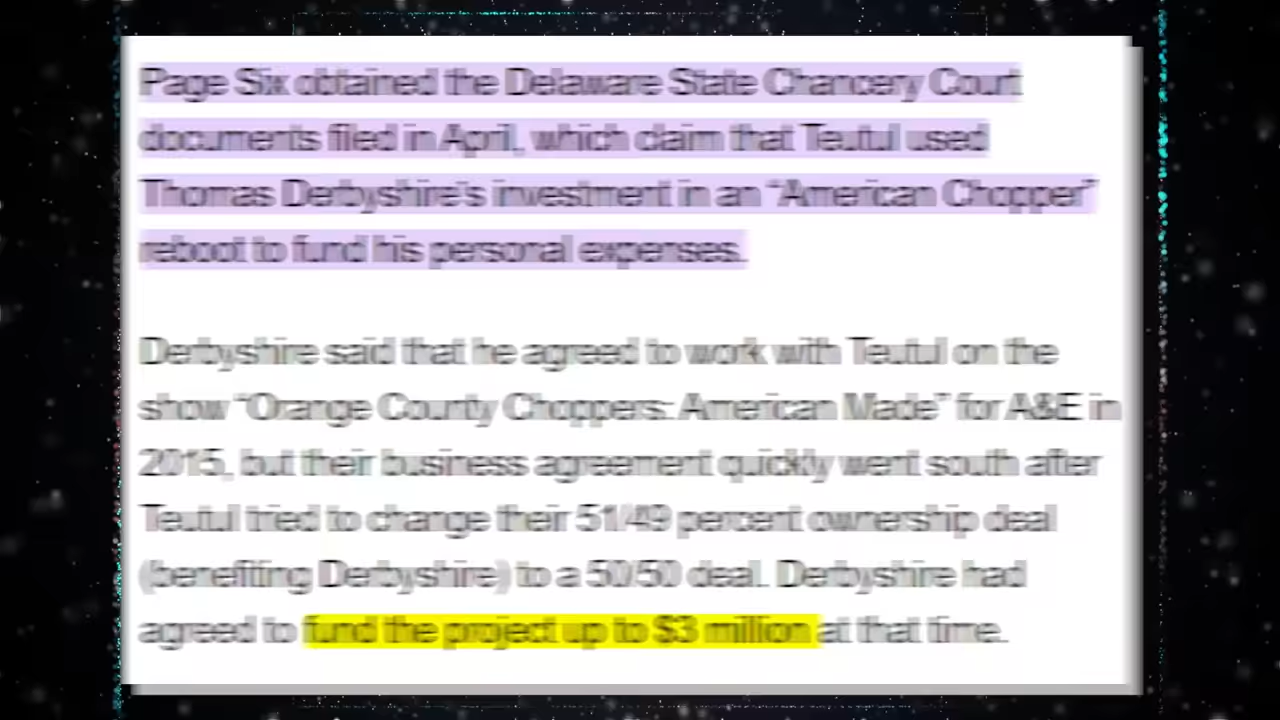 Page Six obtained the Delaware State Chancery Court
documents filed in April, which claim that Teutul used
Thomas Derbyshire's investment in an “American Chopper”
reboot to fund his personal expenses.
Derbyshire said that he agreed to work with Teutul on the
show “Orange County Choppers: American Made” for A&E in
2015, but their business agreement quickly went south after
Teutul tried to change their 51/49 percent ownership deal
(benefiting Derbyshire) to a 50/50 deal. Derbyshire had
agreed to fund the project up to $3 million at that time.